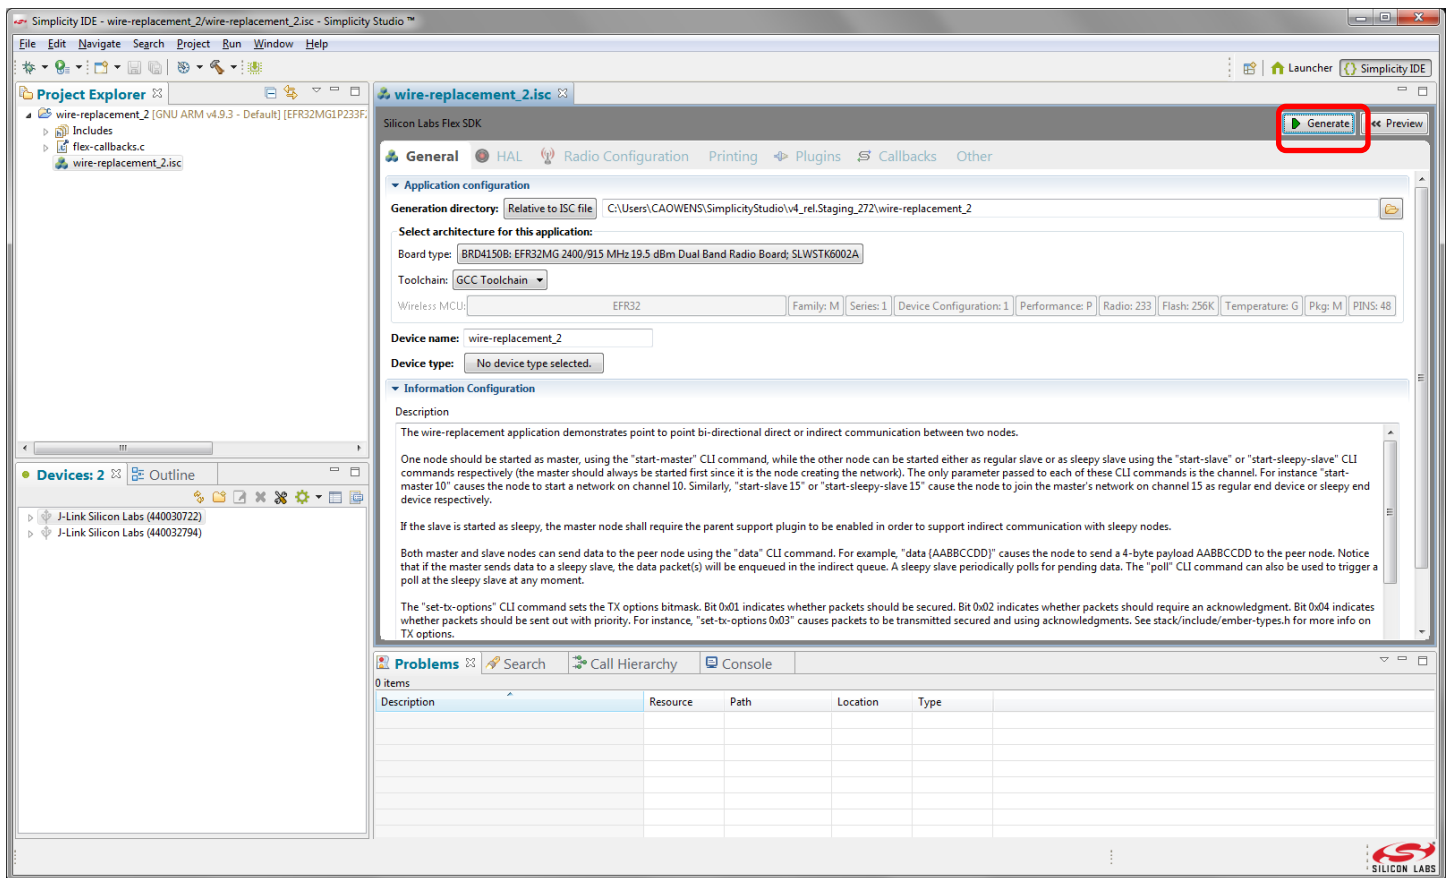 Simplicity IDE - wire-replacement_2/wire-replacement_2.isc - Simplicity Studio ™
File Edit Navigate Search Project Run Window Help
Launcher Simplicity IDE
Project Explorer
wire-replacement_2 [GNU ARM v4.9.3 - Default] [EFR32MG1P233F
Includes
flex-callbacks.c
wire-replacement_2.isc
wire-replacement_2.isc
Silicon Labs Flex SDK
Generate
Preview
General HAL Radio Configuration Printing Plugins Callbacks Other
Application configuration
Generation directory: Relative to ISC file C:\Users\CAOWENS\SimplicityStudio\v4_rel.Staging_272\wire-replacement_2
Select architecture for this application:
Board type: BRD4150B: EFR32MG 2400/915 MHz 19.5 dBm Dual Band Radio Board; SLWSTK6002A
Toolchain: GCC Toolchain
Wireless MCU: EFR32 Family: M Series: 1 Device Configuration: 1 Performance: P Radio: 233 Flash: 256K Temperature: G Pkg: M PINS: 48
Device name: wire-replacement_2
Device type: No device type selected.
Information Configuration
Description
The wire-replacement application demonstrates point to point bi-directional direct or indirect communication between two nodes.
One node should be started as master, using the "start-master" CLI command, while the other node can be started either as regular slave or as sleepy slave using the "start-slave" or "start-sleepy-slave" CLI
commands respectively (the master should always be started first since it is the node creating the network). The only parameter passed to each of these CLI commands is the channel. For instance "start-
master 10" causes the node to start a network on channel 10. Similarly, "start-slave 15" or "start-sleepy-slave 15" cause the node to join the master's network on channel 15 as regular end device or sleepy end
device respectively.
If the slave is started as sleepy, the master node shall require the parent support plugin to be enabled in order to support indirect communication with sleepy nodes.
Both master and slave nodes can send data to the peer node using the "data" CLI command. For example, "data {AABBCCDD}" causes the node to send a 4-byte payload AABBCCDD to the peer node. Notice
that if the master sends data to a sleepy slave, the data packet(s) will be enqueued in the indirect queue. A sleepy slave periodically polls for pending data. The "poll" CLI command can also be used to trigger a
poll at the sleepy slave at any moment.
The "set-tx-options" CLI command sets the TX options bitmask. Bit 0x01 indicates whether packets should be secured. Bit 0x02 indicates whether packets should require an acknowledgment. Bit 0x04 indicates
whether packets should be sent out with priority. For instance, "set-tx-options 0x03" causes packets to be transmitted secured and using acknowledgments. See stack/include/ember-types.h for more info on
TX options.
Devices: 2 Outline
J-Link Silicon Labs (440030722)
J-Link Silicon Labs (440032794)
Problems Search Call Hierarchy Console
0 items
Description Resource Path Location Type
SILICON LABS